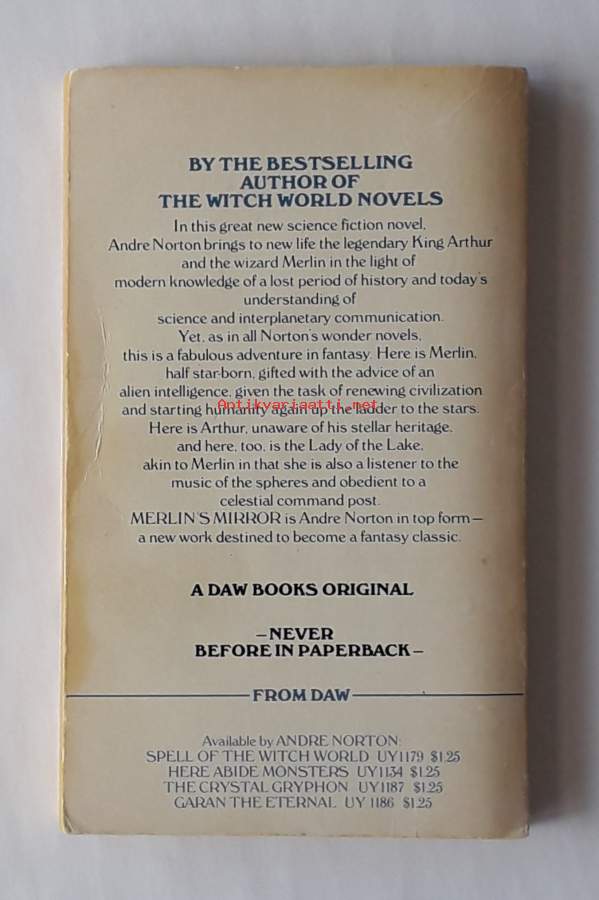 BY THE BESTSELLING
AUTHOR OF
THE WITCH WORLD NOVELS
In this great new science fiction novel,
Andre Norton brings to new life the legendary King Arthur
and the wizard Merlin in the light of
modern knowledge of a lost period of history and today's
understanding of
science and interplanetary communication.
Yet, as in all Norton's wonder novels,
this is a fabulous adventure in fantasy. Here is Merlin,
half star-born, gifted with the advice of an
alien intelligence, given the task of renewing civilization
Antikvariaatti.net
and starting humanity again up the ladder to the stars.
Here is Arthur, unaware of his stellar heritage,
and here, too, is the Lady of the Lake,
akin to Merlin in that she is also a listener to the
music of the spheres and obedient to a
celestial command post.
MERLIN'S MIRROR is Andre Norton in top form—
a new work destined to become a fantasy classic.
A DAW BOOKS ORIGINAL
—NEVER
BEFORE IN PAPERBACK—
FROM DAW
Available by ANDRE NORTON:
SPELL OF THE WITCH WORLD UY1179 $1.25
HERE ABIDE MONSTERS UY1134 $1.25
THE CRYSTAL GRYPHON UY1187 $1.25
GARAN THE ETERNAL UY 1186 $1.25